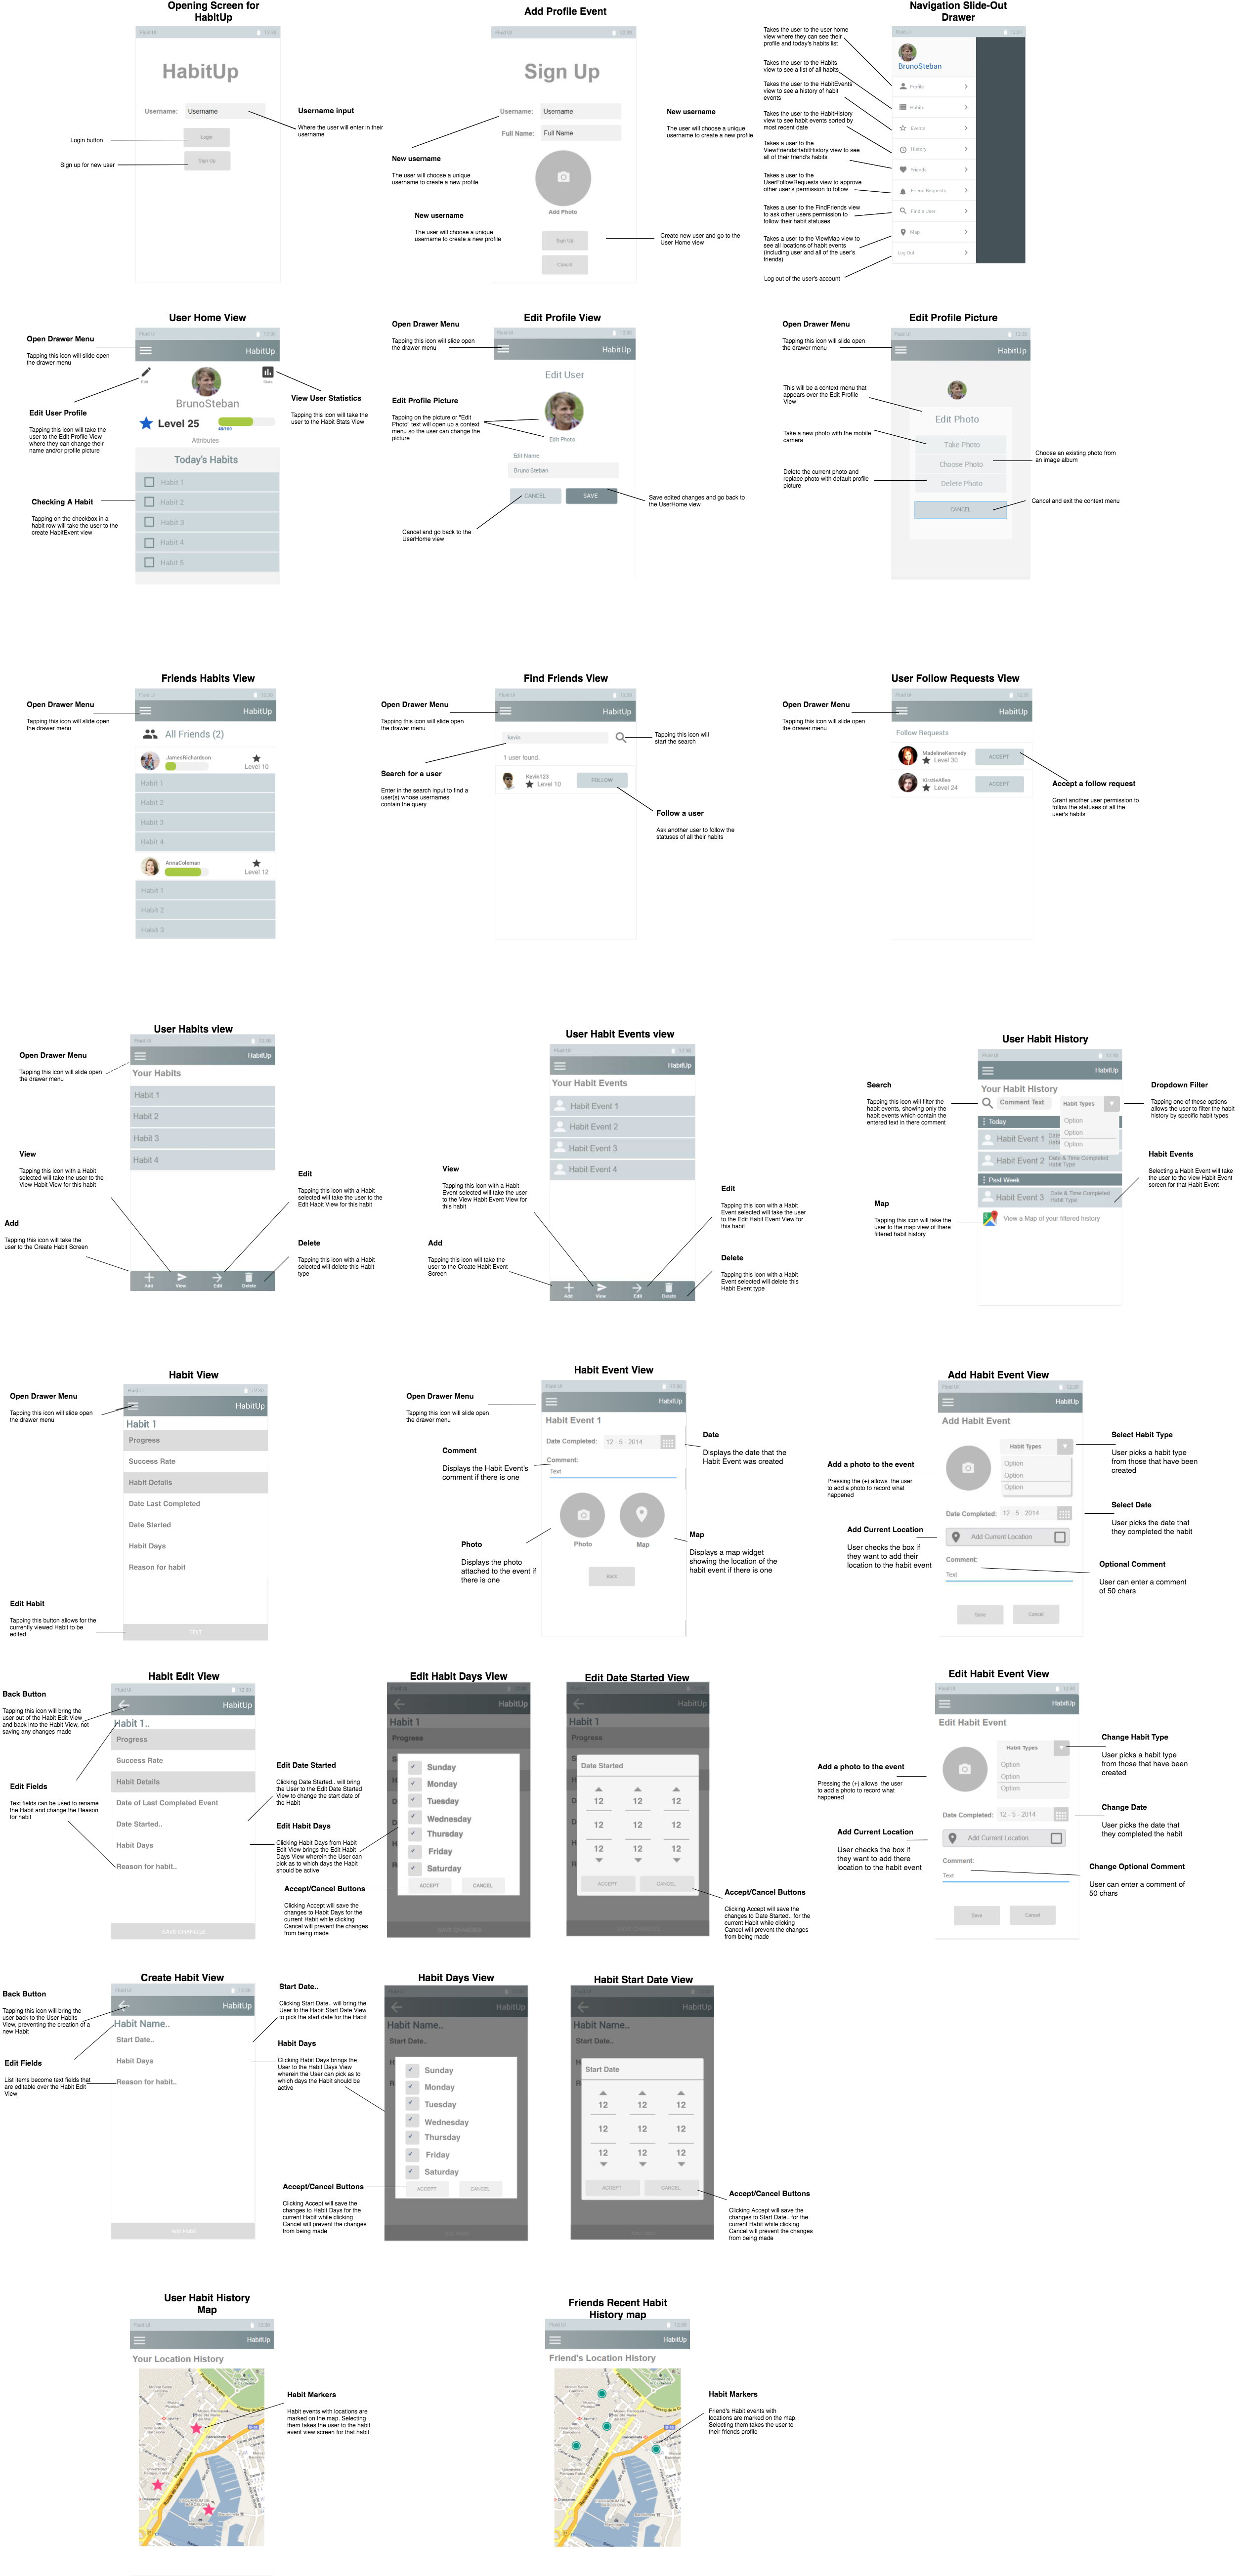 Opening Screen for
HabitUp
Pixel UI 12:30
HabitUp
Username: Username
Login
Sign Up
Username input
Where the user will enter in their
username
Login button
Sign up for new user
Add Profile Event
Pixel UI 12:30
Sign Up
Username: Username
Full Name: Full Name
Add Photo
Sign Up
Cancel
New username
The user will choose a unique
username to create a new profile
New username
The user will choose a unique
username to create a new profile
New username
The user will choose a unique
username to create a new profile
Create new user and go to the
User Home view
Navigation Slide-Out
Drawer
Pixel UI 12:30
BrunoSteban
Profile
Habits
Events
History
Friends
Friend Requests
Find a User
Map
Log Out
Takes the user to the user home
view where they can see their
profile and today's habits list
Takes the user to the Habits
view to see a list of all habits
Takes the user to the HabitEvents
view to see a history of habit
events
Takes the user to the HabitHistory
view to see habit events sorted by
most recent date
Takes a user to the
ViewFriendsHabitHistory view to see
all of their friend's habits
Takes a user to the
UserFollowRequests view to approve
other user's permission to follow
Takes a user to the FindFriends view
to ask other users permission to
follow their habit statuses
Takes a user to the ViewMap view to
see all locations of habit events
(including user and all of the user's
friends)
Log out of the user's account
User Home View
Pixel UI 12:30
HabitUp
Edit
Stats
BrunoSteban
Level 25
60/100
Attributes
Today's Habits
Habit 1
Habit 2
Habit 3
Habit 4
Habit 5
Open Drawer Menu
Tapping this icon will slide open
the drawer menu
Edit User Profile
Tapping this icon will take the
user to the Edit Profile View
where they can change their
name and/or profile picture
Checking A Habit
Tapping on the checkbox in a
habit row will take the user to the
create HabitEvent view
View User Statistics
Tapping this icon will take the
user to the Habit Stats View
Edit Profile View
Pixel UI 12:30
HabitUp
Edit User
Edit Photo
Edit Name
Bruno Steban
CANCEL
SAVE
Open Drawer Menu
Tapping this icon will slide open
the drawer menu
Edit Profile Picture
Tapping on the picture or "Edit
Photo" text will open up a context
menu so the user can change the
picture
Cancel and go back to the
UserHome view
Save edited changes and go back to
the UserHome view
Edit Profile Picture
Pixel UI 12:30
HabitUp
Edit Photo
Take Photo
Choose Photo
Delete Photo
CANCEL
Open Drawer Menu
Tapping this icon will slide open
the drawer menu
This will be a context menu that
appears over the Edit Profile
View
Take a new photo with the mobile
camera
Delete the current photo and
replace photo with default profile
picture
Choose an existing photo from
an image album
Cancel and exit the context menu
Friends Habits View
Pixel UI 12:30
HabitUp
All Friends (2)
JamesRichardson
Level 10
Habit 1
Habit 2
Habit 3
Habit 4
AnnaColeman
Level 12
Habit 1
Habit 2
Habit 3
Open Drawer Menu
Tapping this icon will slide open
the drawer menu
Find Friends View
Pixel UI 12:30
HabitUp
kevin
1 user found.
Kevin123
Level 10
FOLLOW
Open Drawer Menu
Tapping this icon will slide open
the drawer menu
Search for a user
Enter in the search input to find a
user(s) whose usernames
contain the query
Tapping this icon will
start the search
Follow a user
Ask another user to follow the
statuses of all their habits
User Follow Requests View
Pixel UI 12:30
HabitUp
Follow Requests
MadelineKennedy
Level 30
ACCEPT
KirstieAllen
Level 24
ACCEPT
Open Drawer Menu
Tapping this icon will slide open
the drawer menu
Accept a follow request
Grant another user permission to
follow the statuses of all the
user's habits
User Habits view
Pixel UI 12:30
HabitUp
Your Habits
Habit 1
Habit 2
Habit 3
Habit 4
Add View Edit Delete
Open Drawer Menu
Tapping this icon will slide open
the drawer menu
View
Tapping this icon with a Habit
selected will take the user to the
View Habit View for this habit
Add
Tapping this icon will take the
user to the Create Habit Screen
Edit
Tapping this icon with a Habit
selected will take the user to the
Edit Habit View for this habit
Delete
Tapping this icon with a Habit
selected will delete this Habit
type
User Habit Events view
Pixel UI 12:30
HabitUp
Your Habit Events
Habit Event 1
Habit Event 2
Habit Event 3
Habit Event 4
Add View Edit Delete
View
Tapping this icon with a Habit
Event selected will take the user
to the View Habit Event View for
this habit
Add
Tapping this icon will take the
user to the Create Habit Event
Screen
Edit
Tapping this icon with a Habit
Event selected will take the user
to the Edit Habit Event View for
this habit
Delete
Tapping this icon with a Habit
Event selected will delete this
Habit Event type
User Habit History
Pixel UI 12:30
HabitUp
Your Habit History
Comment Text
Habit Types
Option
Option
Option
Today
Habit Event 1
Habit Event 2 Date & Time Completed
Habit Type
Past Week
Habit Event 3 Date & Time Completed
Habit Type
View a Map of your filtered history
Search
Tapping this icon will filter the
habit events, showing only the
habit events which contain the
entered text in there comment
Map
Tapping this icon will take the
user to the map view of there
filtered habit history
Dropdown Filter
Tapping one of these options
allows the user to filter the habit
history by specific habit types
Habit Events
Selecting a Habit Event will take
the user to the view Habit Event
screen for that Habit Event
Habit View
Pixel UI 12:30
HabitUp
Habit 1
Progress
Success Rate
Habit Details
Date Last Completed
Date Started
Habit Days
Reason for habit
EDIT
Open Drawer Menu
Tapping this icon will slide open
the drawer menu
Edit Habit
Tapping this button allows for the
currently viewed Habit to be
edited
Habit Event View
Pixel UI 12:30
HabitUp
Habit Event 1
Date Completed: 12 - 5 - 2014
Comment:
Text
Photo
Map
Back
Open Drawer Menu
Tapping this icon will slide open
the drawer menu
Comment
Displays the Habit Event's
comment if there is one
Photo
Displays the photo
attached to the event if
there is one
Date
Displays the date that the
Habit Event was created
Map
Displays a map widget
showing the location of the
habit event if there is one
Add Habit Event View
Pixel UI 12:30
HabitUp
Add Habit Event
Habit Types
Option
Option
Option
Date Completed: 12 - 5 - 2014
Add Current Location
Comment:
Text
Save
Cancel
Add a photo to the event
Pressing the (+) allows the user
to add a photo to record what
happened
Add Current Location
User checks the box if
they want to add their
location to the habit event
Select Habit Type
User picks a habit type
from those that have been
created
Select Date
User picks the date that
they completed the habit
Optional Comment
User can enter a comment
of 50 chars
Habit Edit View
Pixel UI 12:30
HabitUp
Habit 1..
Progress
Success Rate
Habit Details
Date of Last Completed Event
Date Started..
Habit Days
Reason for habit..
SAVE CHANGES
Back Button
Tapping this icon will bring the
user out of the Habit Edit View
and back into the Habit View, not
saving any changes made
Edit Fields
Text fields can be used to rename
the Habit and change the Reason
for habit
Edit Date Started
Clicking Date Started.. will bring
the User to the Edit Date Started
View to change the start date of
the Habit
Edit Habit Days
Clicking Habit Days from Habit
Edit View brings the Edit Habit
Days View wherein the User can
pick as to which days the Habit
should be active
Accept/Cancel Buttons
Clicking Accept will save the
changes to Habit Days for the
current Habit while clicking
Cancel will prevent the changes
from being made
Edit Habit Days View
HabitUp
Habit 1
Progress
Sunday
Monday
Tuesday
Wednesday
Thursday
Friday
Saturday
ACCEPT
CANCEL
SAVE CHANGES
Edit Date Started View
HabitUp
Habit 1
Progress
Date Started
12 12 12
12 12 12
12 12 12
ACCEPT
CANCEL
SAVE CHANGES
Accept/Cancel Buttons
Clicking Accept will save the
changes to Date Started.. for the
current Habit while clicking
Cancel will prevent the changes
from being made
Edit Habit Event View
Pixel UI 12:30
HabitUp
Edit Habit Event
Habit Types
Option
Option
Option
Date Completed: 12 - 5 - 2014
Add Current Location
Comment:
Text
Save
Cancel
Add a photo to the event
Pressing the (+) allows the user
to add a photo to record what
happened
Add Current Location
User checks the box if
they want to add there
location to the habit event
Change Habit Type
User picks a habit type
from those that have been
created
Change Date
User picks the date that
they completed the habit
Change Optional Comment
User can enter a comment of
50 chars
Create Habit View
Pixel UI 12:30
HabitUp
Habit Name..
Start Date..
Habit Days
Reason for habit..
Add Habit
Back Button
Tapping this icon will bring the
user back to the User Habits
View, preventing the creation of a
new Habit
Edit Fields
List items become text fields that
are editable over the Habit Edit
View
Start Date..
Clicking Start Date.. will bring the
User to the Habit Start Date View
to pick the start date for the Habit
Habit Days
Clicking Habit Days brings the
User to the Habit Days View
wherein the User can pick as to
which days the Habit should be
active
Accept/Cancel Buttons
Clicking Accept will save the
changes to Habit Days for the
current Habit while clicking
Cancel will prevent the changes
from being made
Habit Days View
HabitUp
Habit Name..
Start Date..
Sunday
Monday
Tuesday
Wednesday
Thursday
Friday
Saturday
ACCEPT
CANCEL
Habit Start Date View
HabitUp
Habit Name..
Start Date..
Start Date
12 12 12
12 12 12
12 12 12
ACCEPT
CANCEL
Accept/Cancel Buttons
Clicking Accept will save the
changes to Start Date.. for the
current Habit while clicking
Cancel will prevent the changes
from being made
User Habit History
Map
Pixel UI 12:30
HabitUp
Your Location History
Habit Markers
Habit events with locations are
marked on the map. Selecting
them takes the user to the habit
event view screen for that habit
Friends Recent Habit
History map
Pixel UI 12:30
HabitUp
Friend's Location History
Habit Markers
Friend's Habit events with
locations are marked on the map.
Selecting them takes the user to
their friends profile